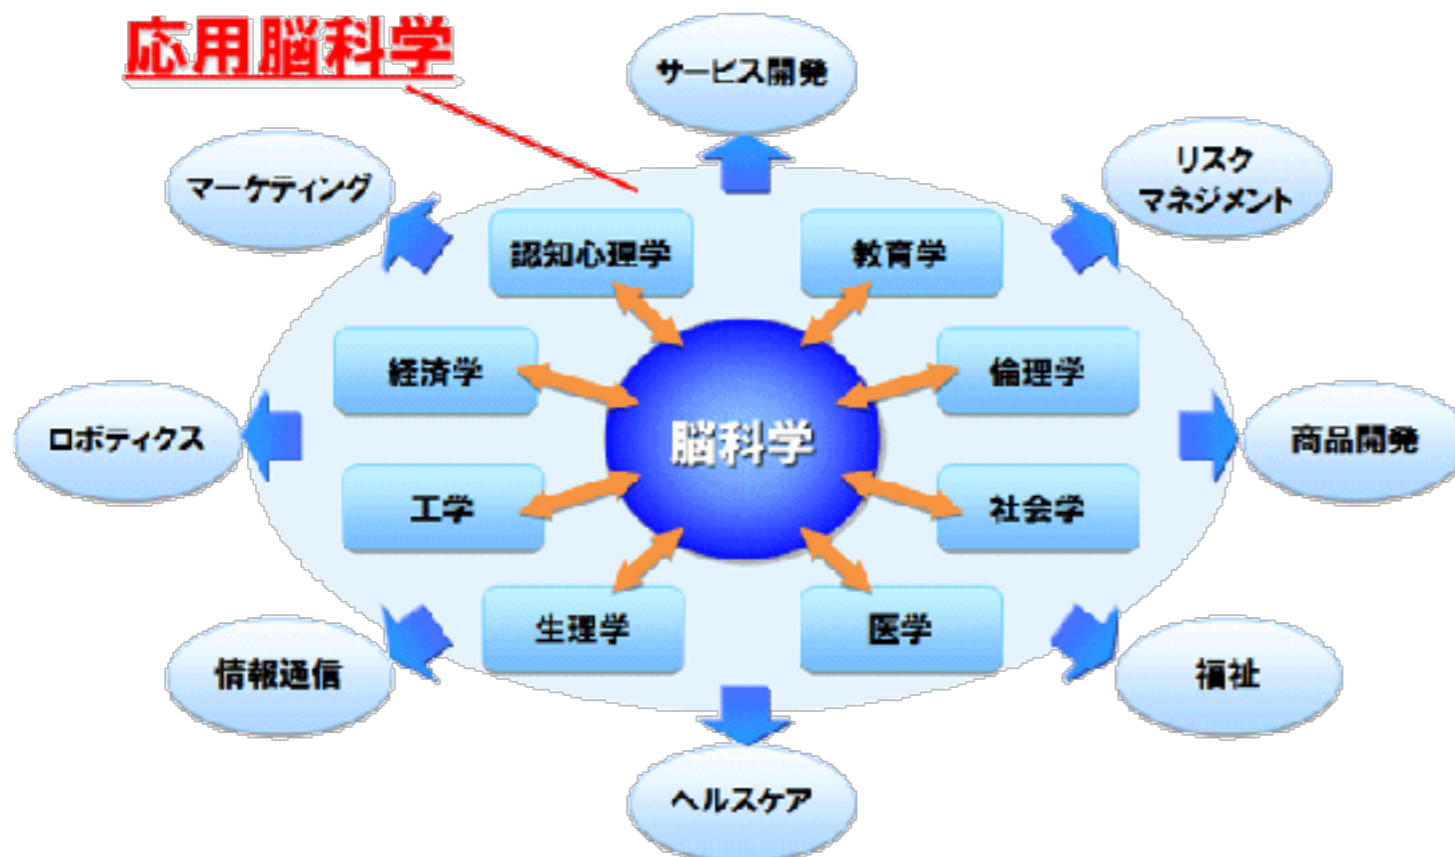 応用脳科学
サービス開発
マーケティング
リスク
マネジメント
認知心理学
教育学
経済学
倫理学
ロボティクス
脳科学
商品開発
工学
社会学
生理学
医学
情報通信
福祉
ヘルスケア